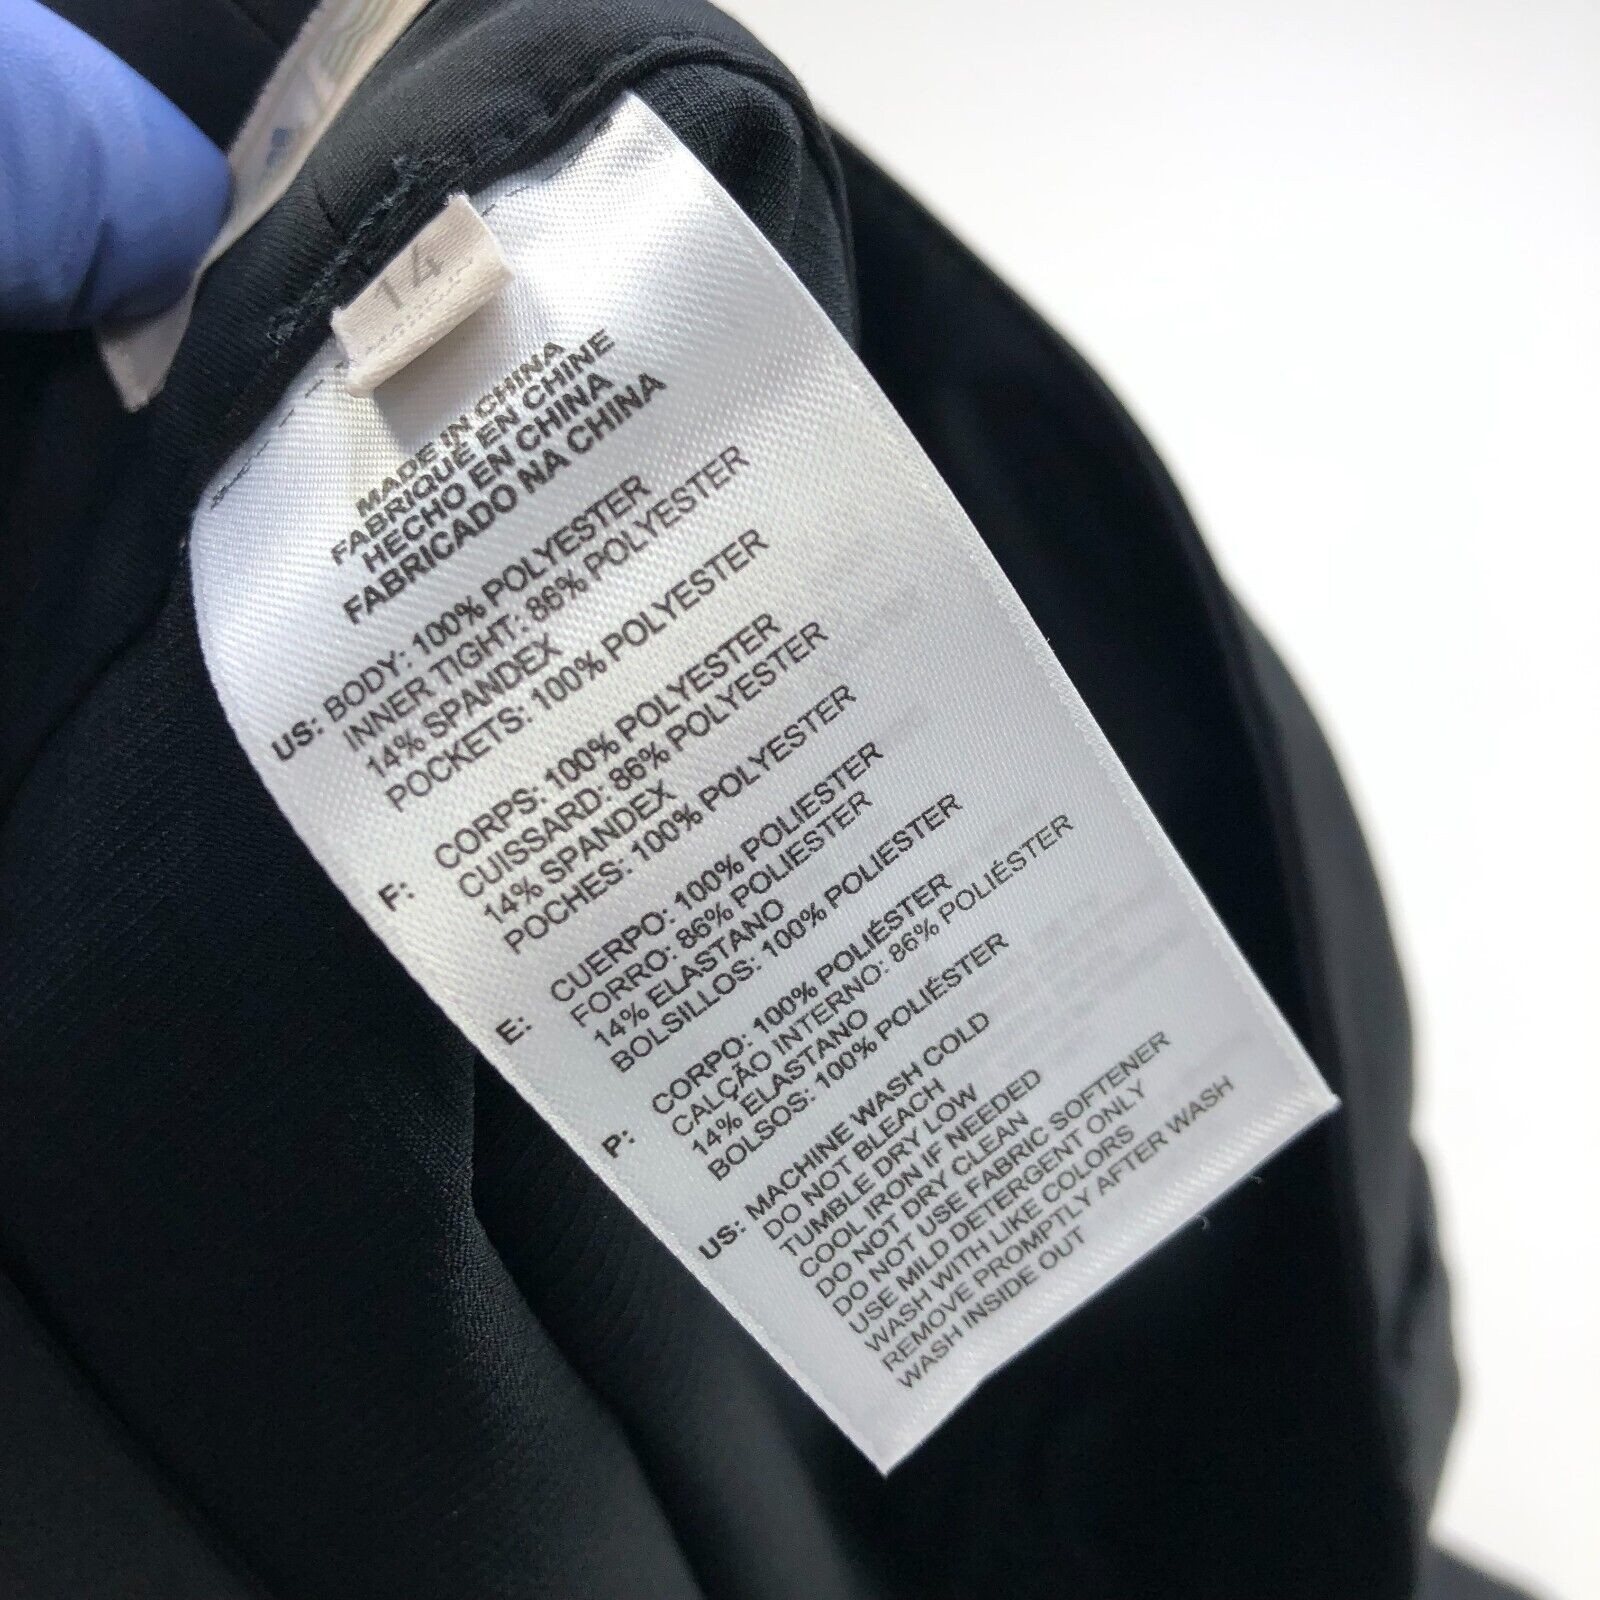 14
MADE IN CHINA
FABRIQUÉ EN CHINE
HECHO EN CHINA
FABRICADO NA CHINA
US: BODY: 100% POLYESTER
INNER TIGHT: 86% POLYESTER
14% SPANDEX
POCKETS: 100% POLYESTER
F: CORPS: 100% POLYESTER
CUISSARD: 86% POLYESTER
14% SPANDEX
POCHES: 100% POLYESTER
E: CUERPO: 100% POLIESTER
FORRO: 86% POLIESTER
14% ELASTANO
BOLSILLOS: 100% POLIESTER
P: CORPO: 100% POLIÉSTER
CALÇÃO INTERNO: 86% POLIÉSTER
14% ELASTANO
BOLSOS: 100% POLIÉSTER
US: MACHINE WASH COLD
DO NOT BLEACH
TUMBLE DRY LOW
COOL IRON IF NEEDED
DO NOT DRY CLEAN
DO NOT USE FABRIC SOFTENER
USE MILD DETERGENT ONLY
WASH WITH LIKE COLORS
REMOVE PROMPTLY AFTER WASH
WASH INSIDE OUT